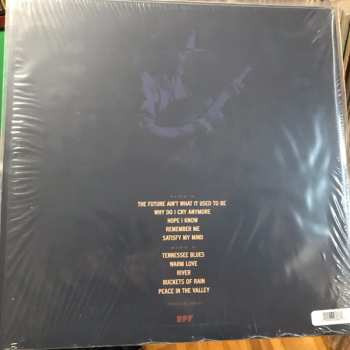 THE FUTURE AIN'T WHAT IT USED TO BE
WHY DO I CRY ANYMORE
HOPE I KNOW
REMEMBER ME
SATISFY MY MIND
TENNESSEE BLUES
WARM LOVE
RIVER
BUCKETS OF RAIN
PEACE IN THE VALLEY